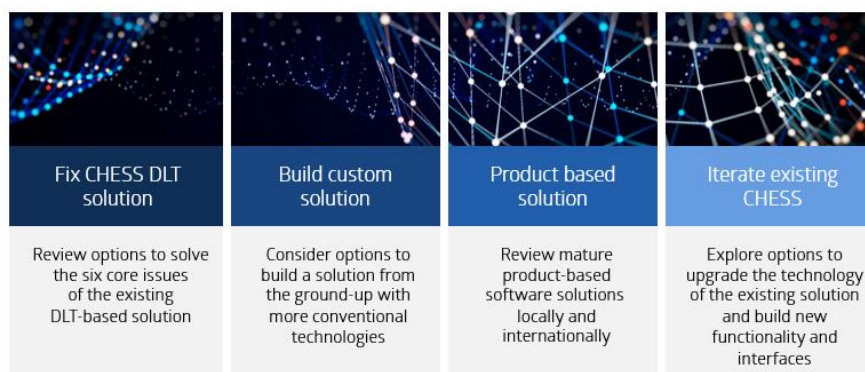 Fix CHESS DLT
solution
Review options to solve
the six core issues
of the existing
DLT-based solution
Build custom
solution
Consider options to
build a solution from
the ground-up with
more conventional
technologies
Product based
solution
Review mature
product-based
software solutions
locally and
internationally
Iterate existing
CHESS
Explore options to
upgrade the technology
of the existing solution
and build new
functionality and
interfaces